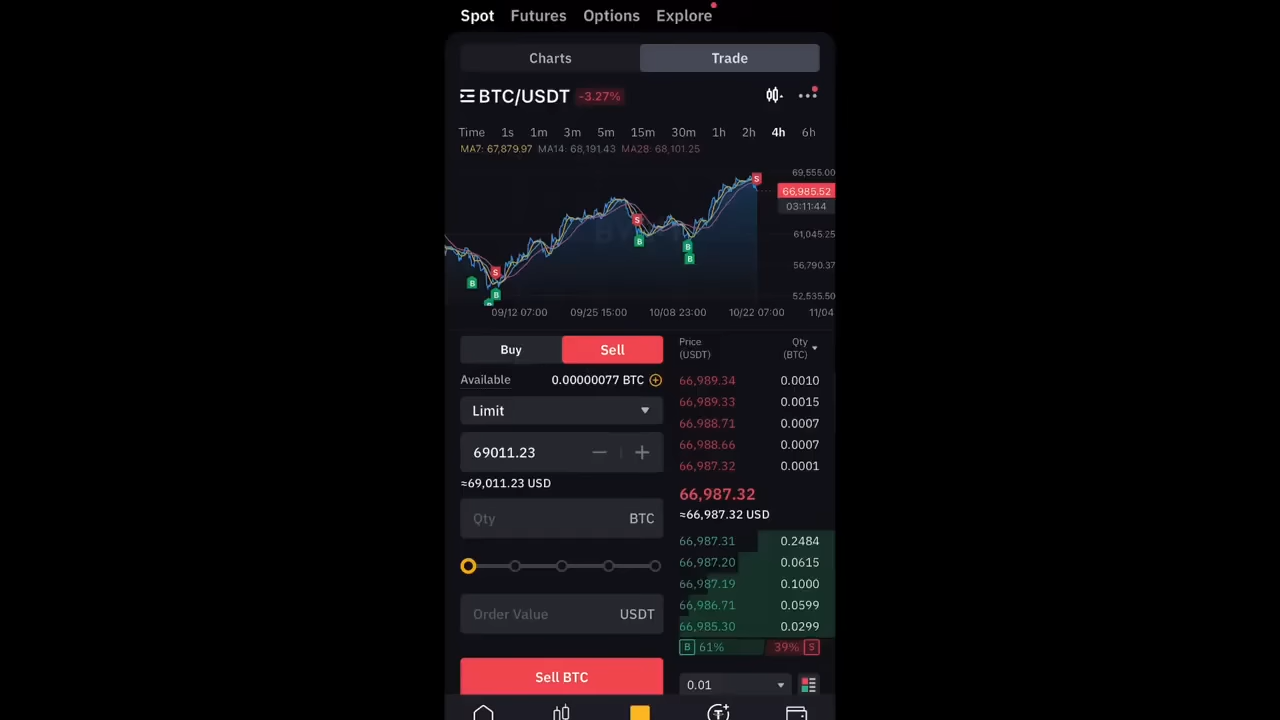 Spot Futures Options Explore
Charts Trade
BTC/USDT -3.27%
Time 1s 1m 3m 5m 15m 30m 1h 2h 4h 6h
MA7: 67,879.97 MA14: 68,191.43 MA28: 68,101.25
69,555.00
S
66,985.52
03:11:44
S
61,045.25
B
B
B
56,790.37
S
B
B
52,535.50
09/12 07:00 09/25 15:00 10/08 23:00 10/22 07:00 11/04
Buy Sell
Available 0.00000077 BTC
Limit
69011.23
≈69,011.23 USD
Qty BTC
Order Value USDT
Sell BTC
Price Qty
(USDT) (BTC)
66,989.34 0.0010
66,989.33 0.0015
66,988.71 0.0007
66,988.66 0.0007
66,987.32 0.0001
66,987.32
≈66,987.32 USD
66,987.31 0.2484
66,987.20 0.0615
66,987.19 0.1000
66,986.71 0.0599
66,985.30 0.0299
B 61% 39% S
0.01